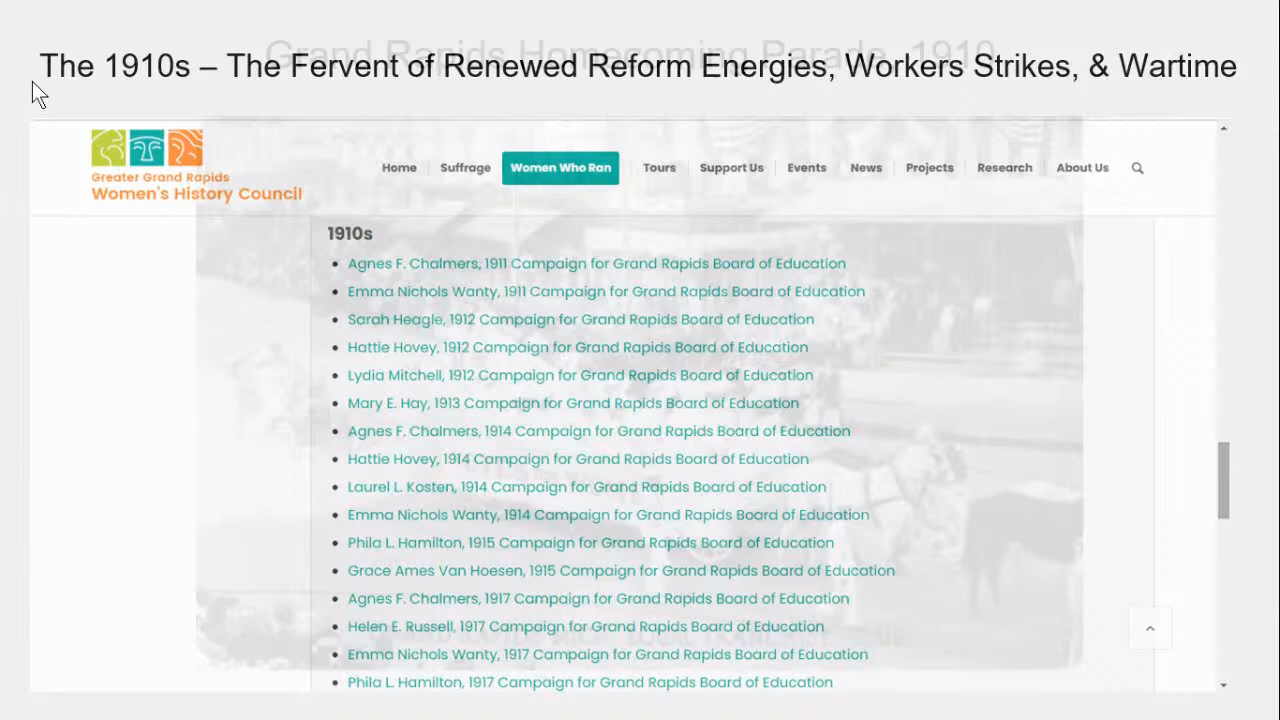 Grand Rapids Homecoming Parade, 1910
The 1910s – The Fervent of Renewed Reform Energies, Workers Strikes, & Wartime
Greater Grand Rapids
Women's History Council
Home
Suffrage
Women Who Ran
Tours
Support Us
Events
News
Projects
Research
About Us
1910s
Agnes F. Chalmers, 1911 Campaign for Grand Rapids Board of Education
Emma Nichols Wanty, 1911 Campaign for Grand Rapids Board of Education
Sarah Heagle, 1912 Campaign for Grand Rapids Board of Education
Hattie Hovey, 1912 Campaign for Grand Rapids Board of Education
Lydia Mitchell, 1912 Campaign for Grand Rapids Board of Education
Mary E. Hay, 1913 Campaign for Grand Rapids Board of Education
Agnes F. Chalmers, 1914 Campaign for Grand Rapids Board of Education
Hattie Hovey, 1914 Campaign for Grand Rapids Board of Education
Laurel L. Kosten, 1914 Campaign for Grand Rapids Board of Education
Emma Nichols Wanty, 1914 Campaign for Grand Rapids Board of Education
Phila L. Hamilton, 1915 Campaign for Grand Rapids Board of Education
Grace Ames Van Hoesen, 1915 Campaign for Grand Rapids Board of Education
Agnes F. Chalmers, 1917 Campaign for Grand Rapids Board of Education
Helen E. Russell, 1917 Campaign for Grand Rapids Board of Education
Emma Nichols Wanty, 1917 Campaign for Grand Rapids Board of Education
Phila L. Hamilton, 1917 Campaign for Grand Rapids Board of Education